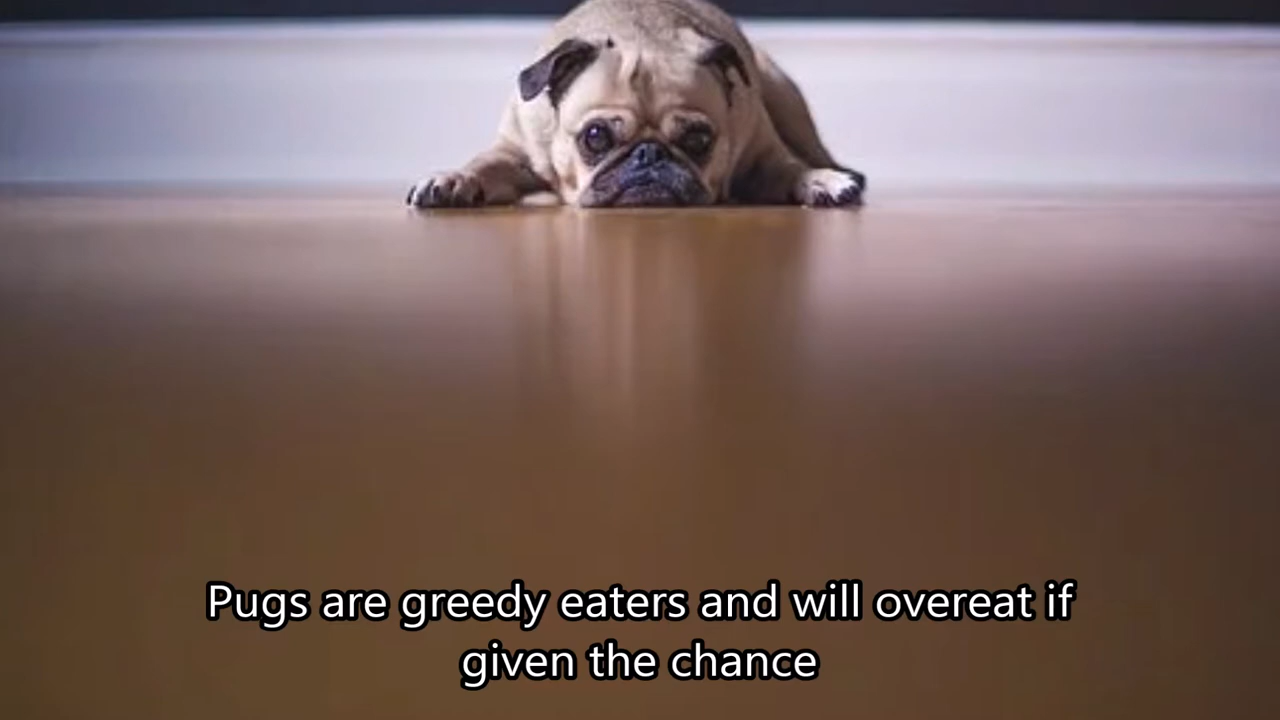 Pugs are greedy eaters and will overeat if
given the chance